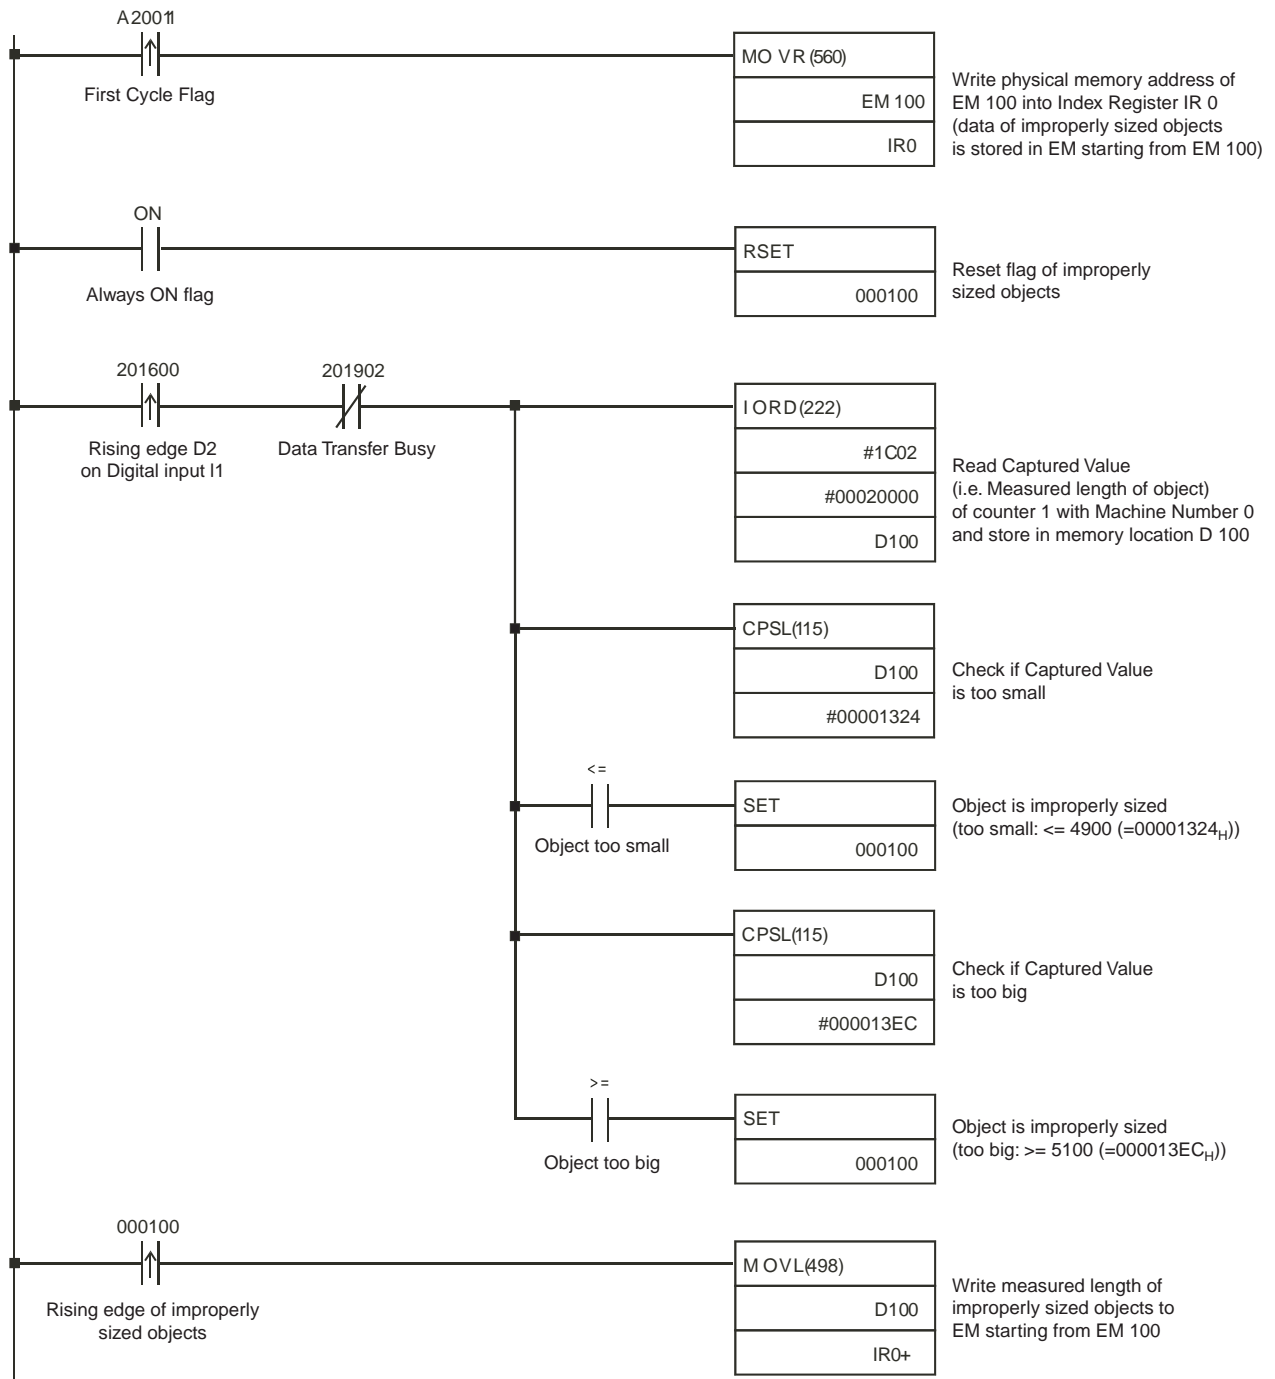 A20011
First Cycle Flag
MOVR(560)
EM 100
IR0
Write physical memory address of
EM 100 into Index Register IR 0
(data of improperly sized objects
is stored in EM starting from EM 100)
ON
Always ON flag
RSET
000100
Reset flag of improperly
sized objects
201600
Rising edge D2
on Digital input I1
201902
Data Transfer Busy
IORD(222)
#1C02
#00020000
D100
Read Captured Value
(i.e. Measured length of object)
of counter 1 with Machine Number 0
and store in memory location D 100
CPSL(115)
D100
#00001324
Check if Captured Value
is too small
<=
Object too small
SET
000100
Object is improperly sized
(too small: <= 4900 (=00001324H))
CPSL(115)
D100
#000013EC
Check if Captured Value
is too big
>=
Object too big
SET
000100
Object is improperly sized
(too big: >= 5100 (=000013ECH))
000100
Rising edge of improperly
sized objects
MOVL(498)
D100
IR0+
Write measured length of
improperly sized objects to
EM starting from EM 100